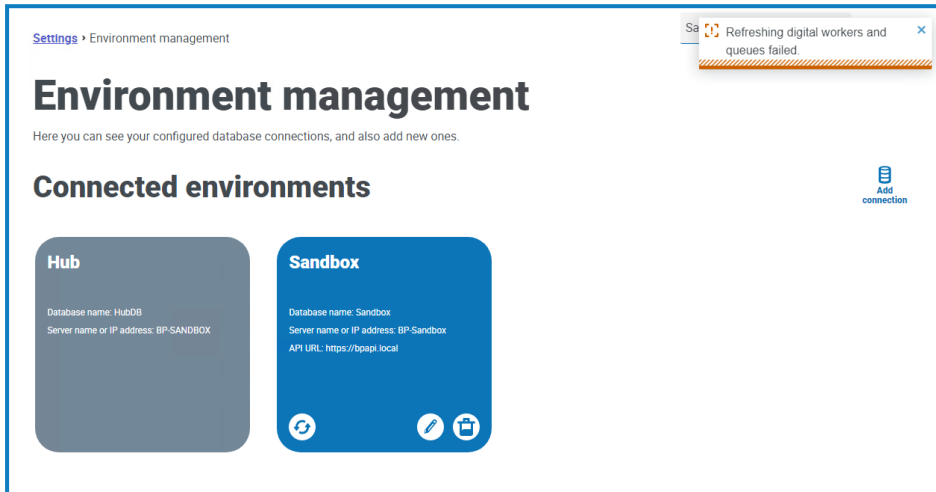 Settings • Environment management
Sa
Refreshing digital workers and
queues failed.
Environment management
Here you can see your configured database connections, and also add new ones.
Connected environments
Add
connection
Hub
Database name: HubDB
Server name or IP address: BP-SANDBOX
Sandbox
Database name: Sandbox
Server name or IP address: BP-Sandbox
API URL: https://bpapi.local